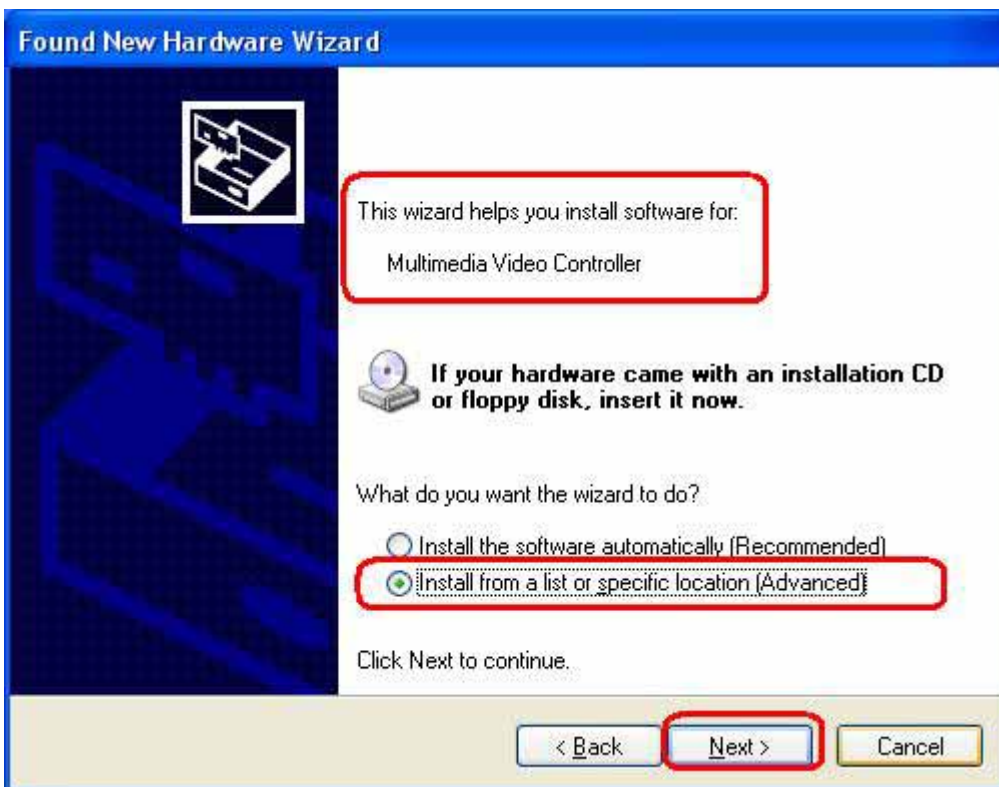 Found New Hardware Wizard
This wizard helps you install software for:
Multimedia Video Controller
If your hardware came with an installation CD
or floppy disk, insert it now.
What do you want the wizard to do?
Install the software automatically (Recommended)
Install from a list or specific location (Advanced)
Click Next to continue.
< Back Next > Cancel